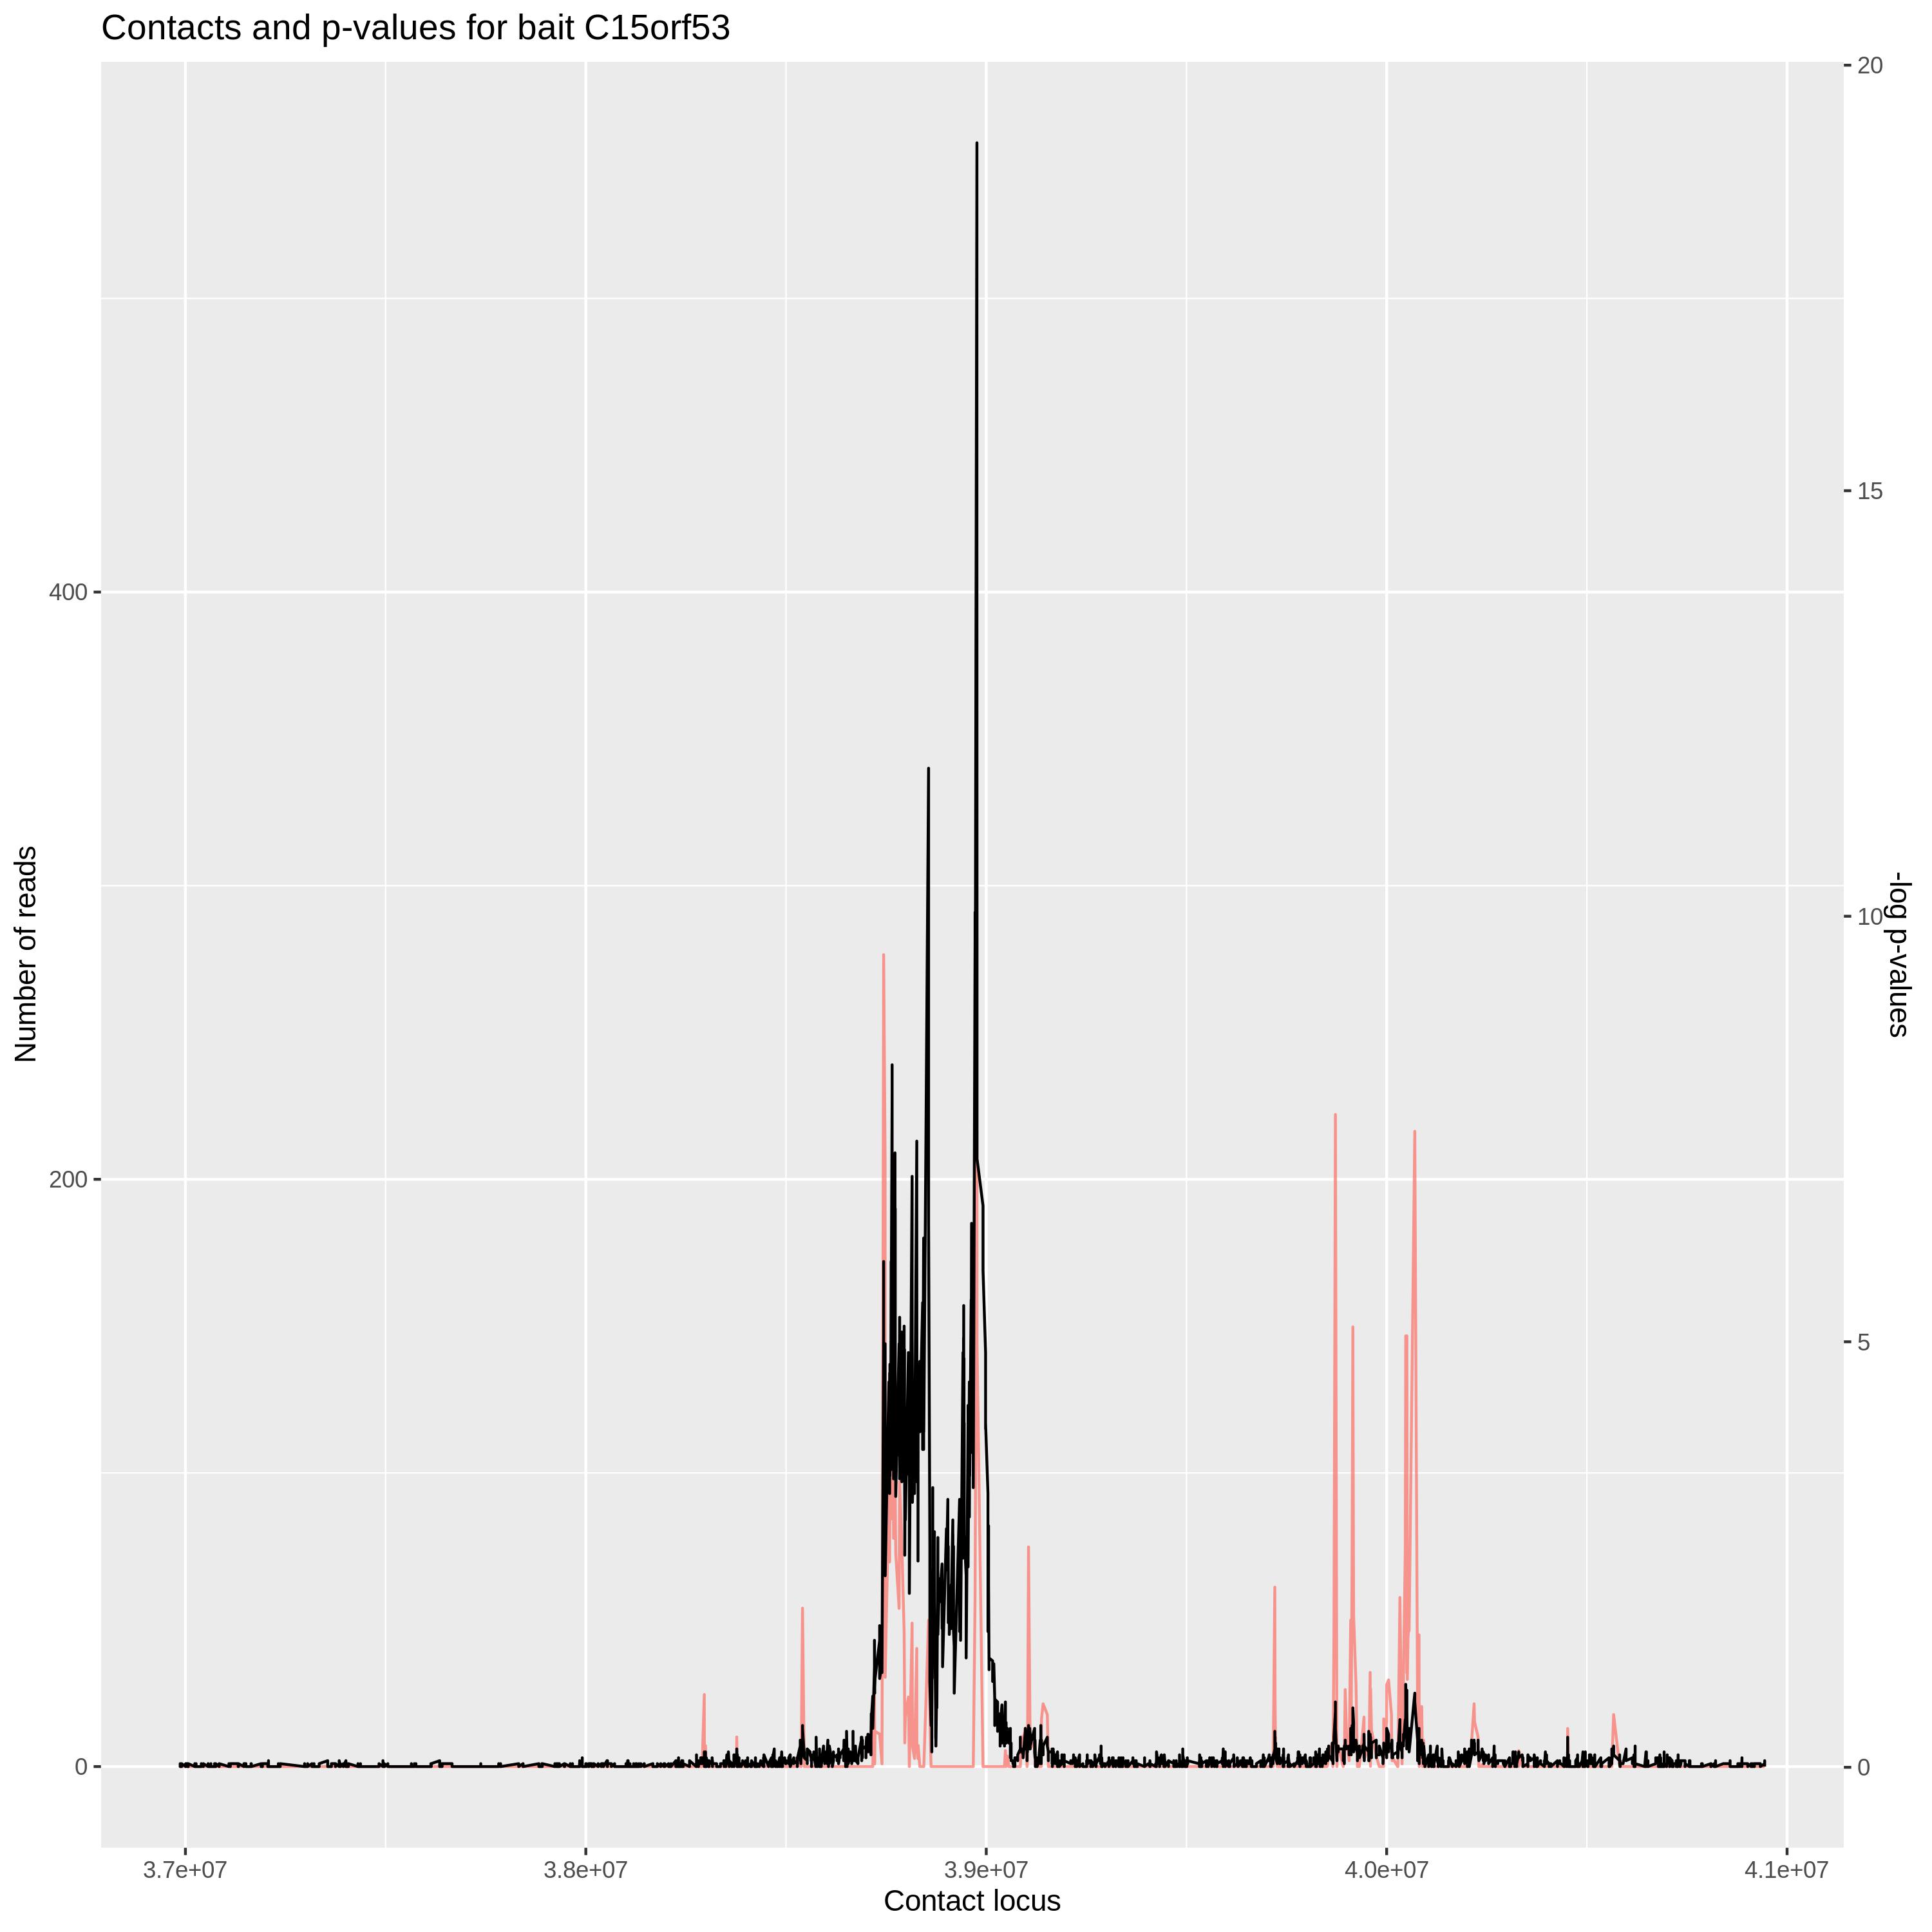 Contacts and p-values for bait C15orf53
20
15
10
5
0
-log p-values
400
200
0
Number of reads
3.7e+07 3.8e+07 3.9e+07 4.0e+07 4.1e+07
Contact locus